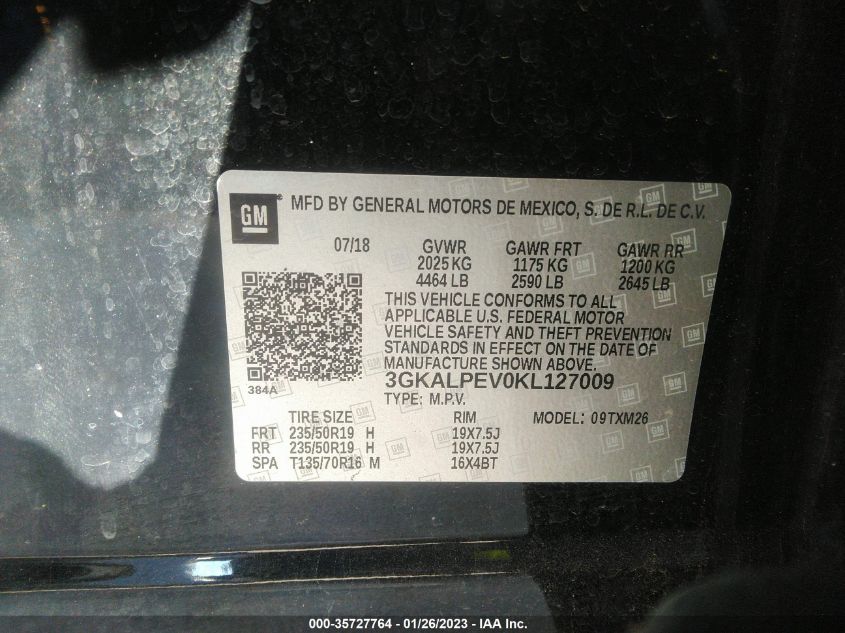 GM
MFD BY GENERAL MOTORS DE MEXICO, S. DE R.L. DE C.V.
07/18 GVWR GAWR FRT GAWR RR
2025 KG 1175 KG 1200 KG
4464 LB 2590 LB 2645 LB
THIS VEHICLE CONFORMS TO ALL
APPLICABLE U.S. FEDERAL MOTOR
VEHICLE SAFETY AND THEFT PREVENTION
STANDARDS IN EFFECT ON THE DATE OF
MANUFACTURE SHOWN ABOVE.
384A
3GKALPEV0KL127009
TYPE: M.P.V.
TIRE SIZE RIM MODEL: 09TXM26
FRT 235/50R19 H 19X7.5J
RR 235/50R19 H 19X7.5J
SPA T135/70R16 M 16X4BT
000-35727764 - 01/26/2023 - IAA Inc.